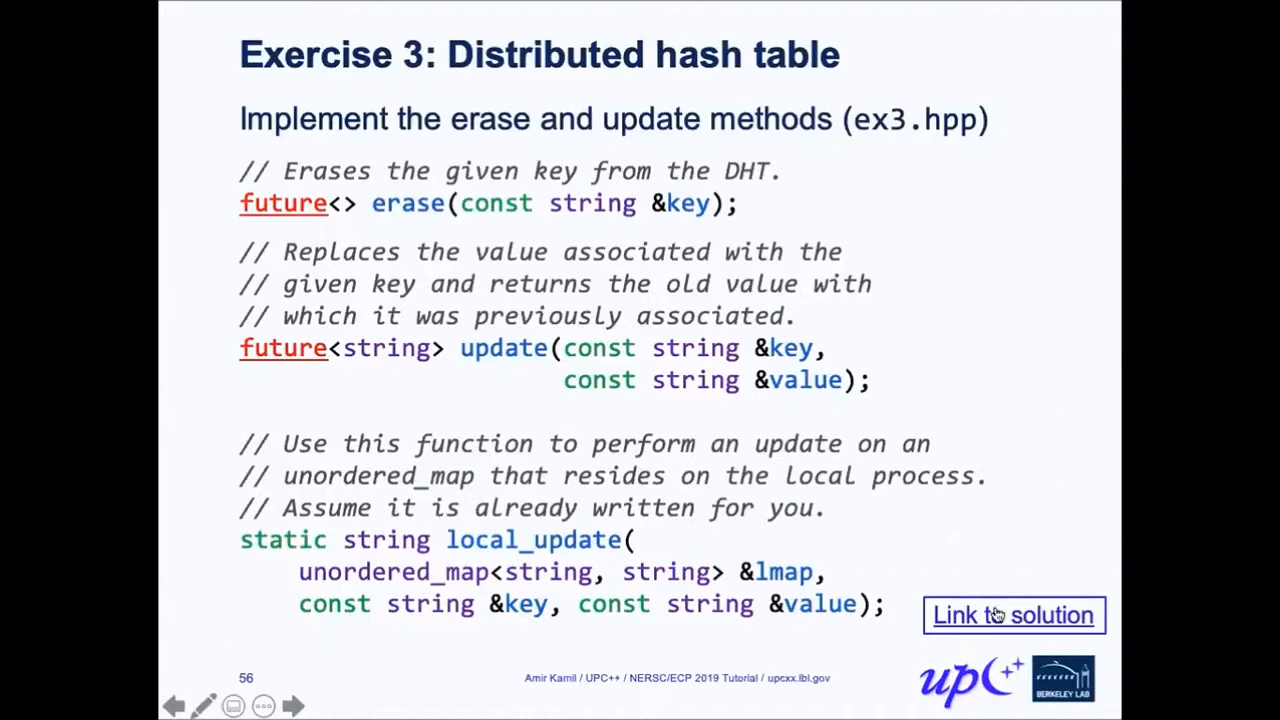 Exercise 3: Distributed hash table
Implement the erase and update methods (ex3.hpp)
// Erases the given key from the DHT.
future<> erase(const string &key);
// Replaces the value associated with the
// given key and returns the old value with
// which it was previously associated.
future<string> update(const string &key,
const string &value);
// Use this function to perform an update on an
// unordered_map that resides on the local process.
// Assume it is already written for you.
static string local_update(
unordered_map<string, string> &lmap,
const string &key, const string &value);
Link to solution
56
Amir Kamil / UPC++ / NERSC/ECP 2019 Tutorial / upcxx.lbl.gov
upC++
BERKELEY LAB